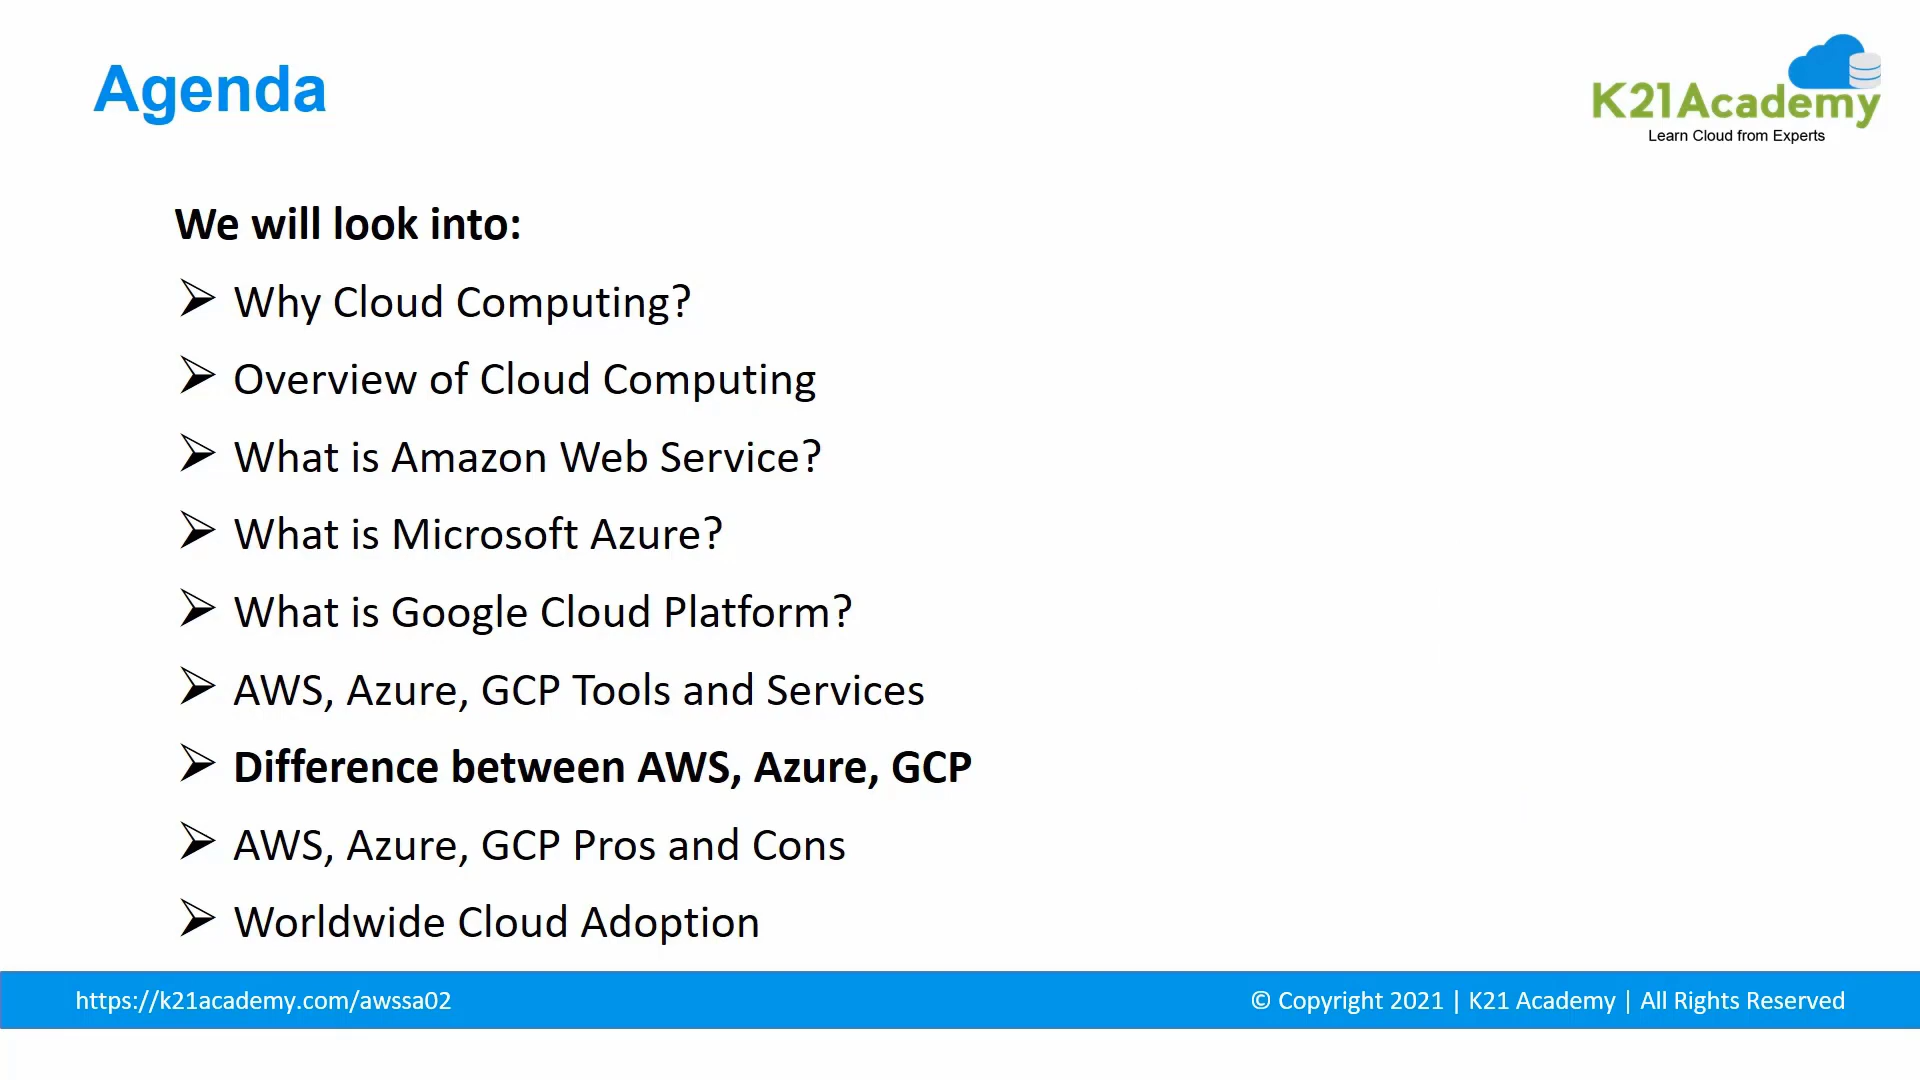 Agenda
K21Academy
Learn Cloud from Experts
We will look into:
Why Cloud Computing?
Overview of Cloud Computing
What is Amazon Web Service?
What is Microsoft Azure?
What is Google Cloud Platform?
AWS, Azure, GCP Tools and Services
Difference between AWS, Azure, GCP
AWS, Azure, GCP Pros and Cons
Worldwide Cloud Adoption
https://k21academy.com/awssa02
© Copyright 2021 | K21 Academy | All Rights Reserved